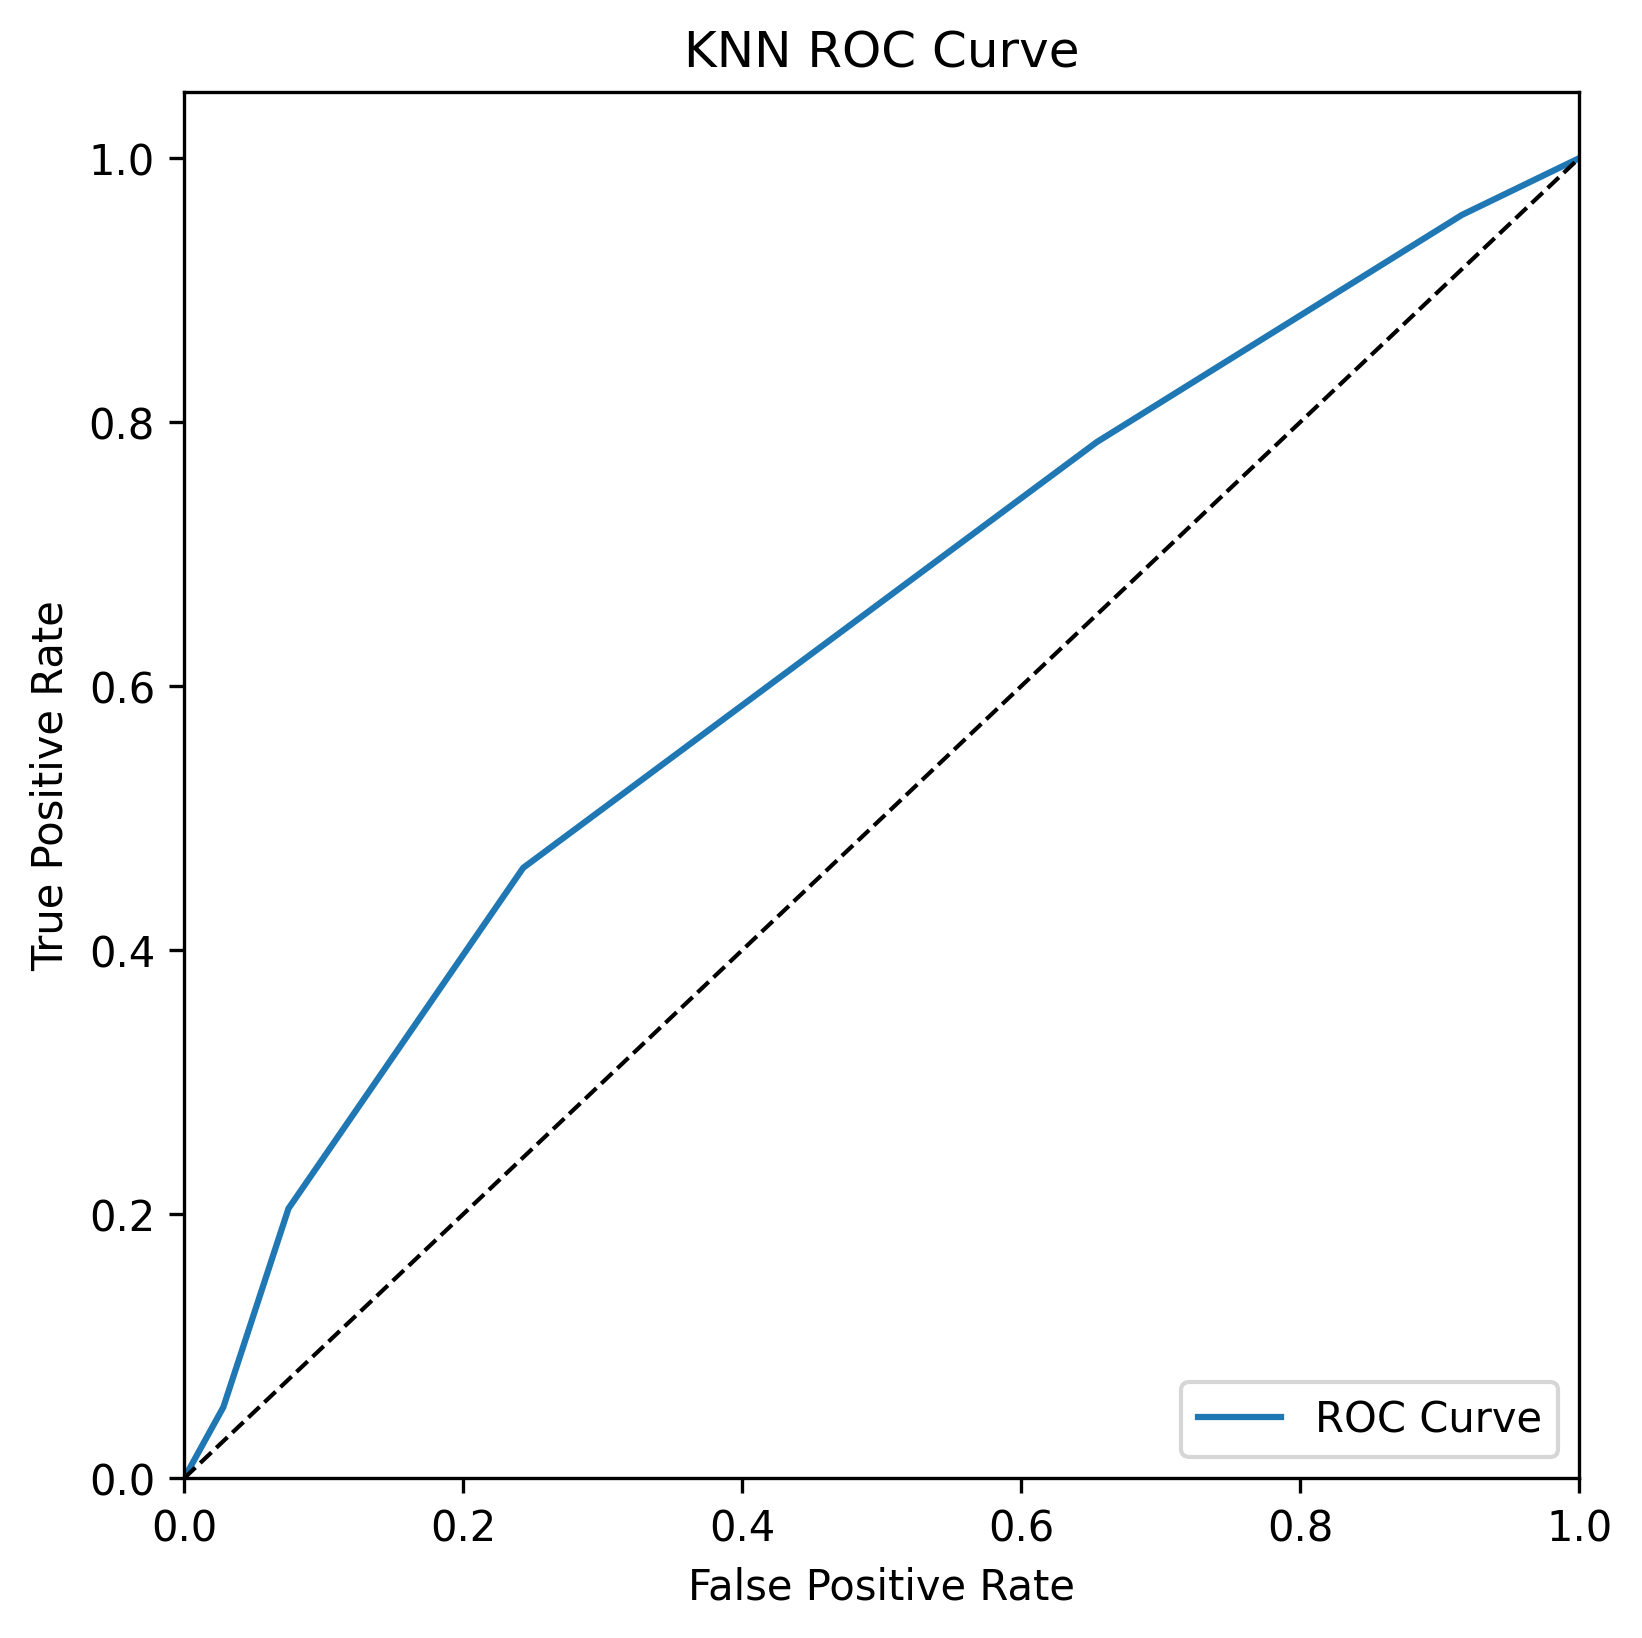 KNN ROC Curve
1.0
0.8
0.6
0.4
0.2
0.0
True Positive Rate
0.0 0.2 0.4 0.6 0.8 1.0
False Positive Rate
ROC Curve